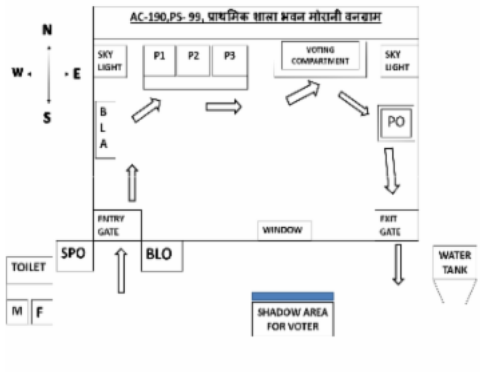 AC-190,PS- 99, प्राथमिक शाला भवन मोरानी वनग्राम
N
W
E
S
SKY
LIGHT
P1
P2
P3
VOTING
COMPARTMENT
SKY
LIGHT
B
L
A
PO
ENTRY
GATE
WINDOW
EXIT
GATE
SPO
BLO
TOILET
M
F
WATER
TANK
SHADOW AREA
FOR VOTER